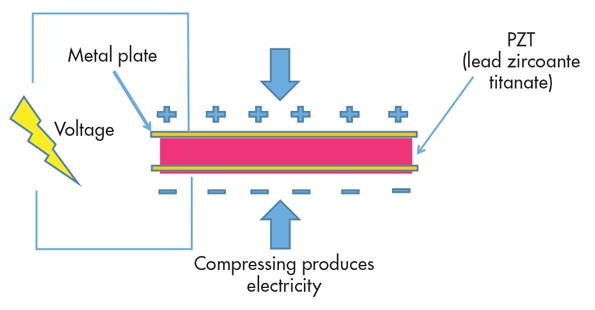 Metal plate
PZT
(lead zircoante
titanate)
Voltage
Compressing produces
electricity